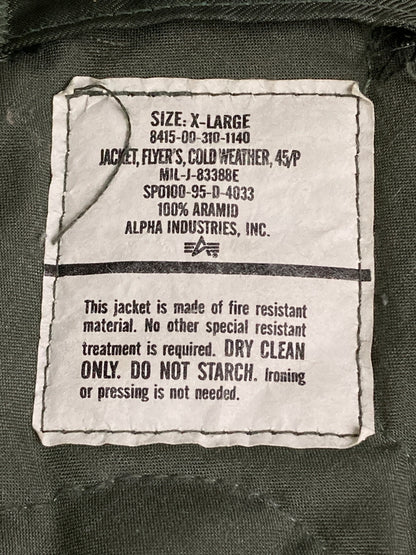 SIZE: X-LARGE
8415-00-310-1140
JACKET, FLYER'S, COLD WEATHER, 45/P
MIL-J-83388E
SPO100-95-D-4033
100% ARAMID
ALPHA INDUSTRIES, INC.
This jacket is made of fire resistant
material. No other special resistant
treatment is required. DRY CLEAN
ONLY. DO NOT STARCH. Ironing
or pressing is not needed.